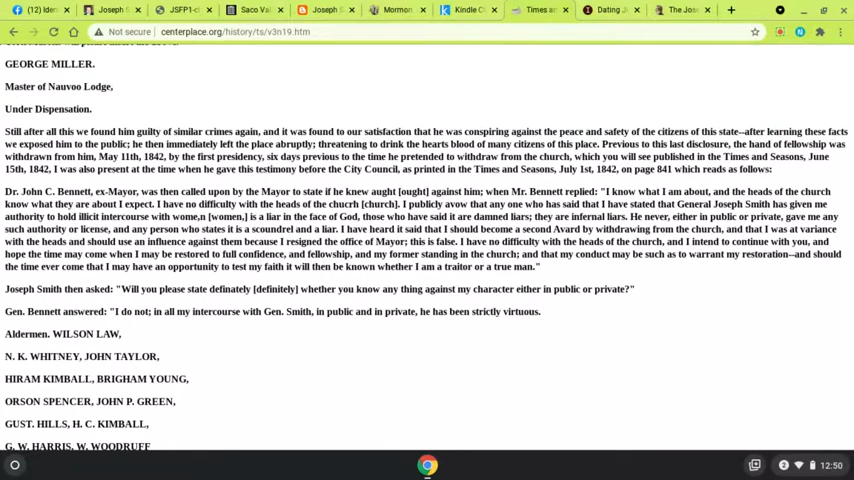 (12) Iden
Joseph S
JSFP1-cl
Saco Val
Joseph S
Mormon
Kindle Cl
Times an
Dating J
The Jose
Not secure | centerplace.org/history/ts/v3n19.htm
GEORGE MILLER.
Master of Nauvoo Lodge,
Under Dispensation.
Still after all this we found him guilty of similar crimes again, and it was found to our satisfaction that he was conspiring against the peace and safety of the citizens of this state--after learning these facts
we exposed him to the public; he then immediately left the place abruptly; threatening to drink the hearts blood of many citizens of this place. Previous to this last disclosure, the hand of fellowship was
withdrawn from him, May 11th, 1842, by the first presidency, six days previous to the time he pretended to withdraw from the church, which you will see published in the Times and Seasons, June
15th, 1842, I was also present at the time when he gave this testimony before the City Council, as printed in the Times and Seasons, July 1st, 1842, on page 841 which reads as follows:
Dr. John C. Bennett, ex-Mayor, was then called upon by the Mayor to state if he knew aught [ought] against him; when Mr. Bennett replied: "I know what I am about, and the heads of the church
know what they are about I expect. I have no difficulty with the heads of the chucrh [church]. I publicly avow that any one who has said that I have stated that General Joseph Smith has given me
authority to hold illicit intercourse with wome,n [women,] is a liar in the face of God, those who have said it are damned liars; they are infernal liars. He never, either in public or private, gave me any
such authority or license, and any person who states it is a scoundrel and a liar. I have heard it said that I should become a second Avard by withdrawing from the church, and that I was at variance
with the heads and should use an influence against them because I resigned the office of Mayor; this is false. I have no difficulty with the heads of the church, and I intend to continue with you, and
hope the time may come when I may be restored to full confidence, and fellowship, and my former standing in the church; and that my conduct may be such as to warrant my restoration--and should
the time ever come that I may have an opportunity to test my faith it will then be known whether I am a traitor or a true man."
Joseph Smith then asked: "Will you please state definately [definitely] whether you know any thing against my character either in public or private?"
Gen. Bennett answered: "I do not; in all my intercourse with Gen. Smith, in public and in private, he has been strictly virtuous.
Aldermen. WILSON LAW,
N. K. WHITNEY, JOHN TAYLOR,
HIRAM KIMBALL, BRIGHAM YOUNG,
ORSON SPENCER, JOHN P. GREEN,
GUST. HILLS, H. C. KIMBALL,
G. W. HARRIS, W. WOODRUFF
2 12:50